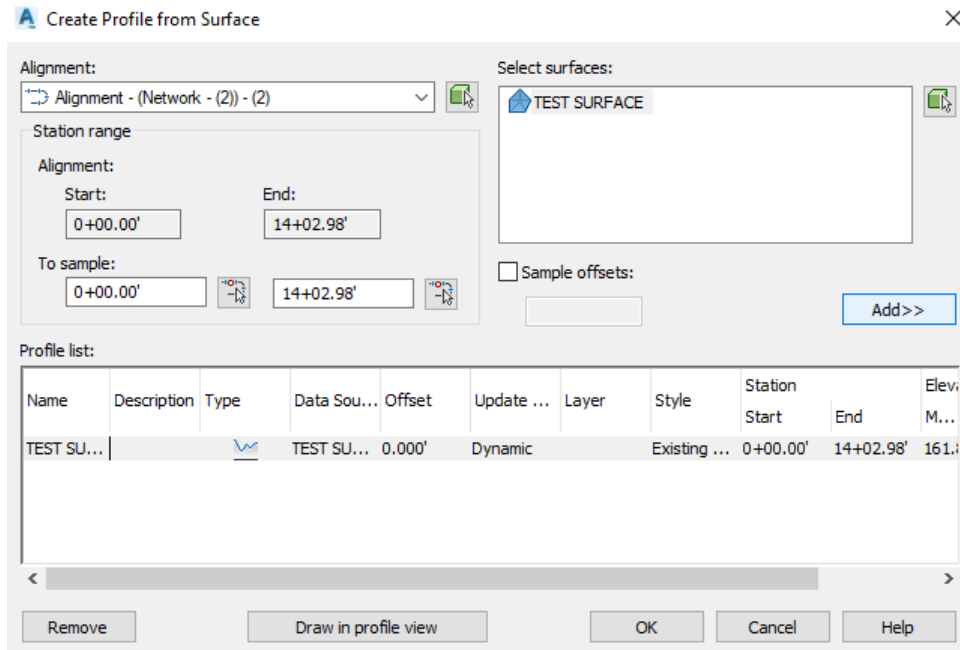 Create Profile from Surface
Alignment:
Alignment - (Network - (2)) - (2)
Station range
Alignment:
Start: End:
0+00.00' 14+02.98'
To sample:
0+00.00' 14+02.98'
Select surfaces:
TEST SURFACE
Sample offsets:
Add>>
Profile list:
Name Description Type Data Sou... Offset Update ... Layer Style Station Start End Elev M...
TEST SU... TEST SU... 0.000' Dynamic Existing ... 0+00.00' 14+02.98' 161.
Remove Draw in profile view OK Cancel Help